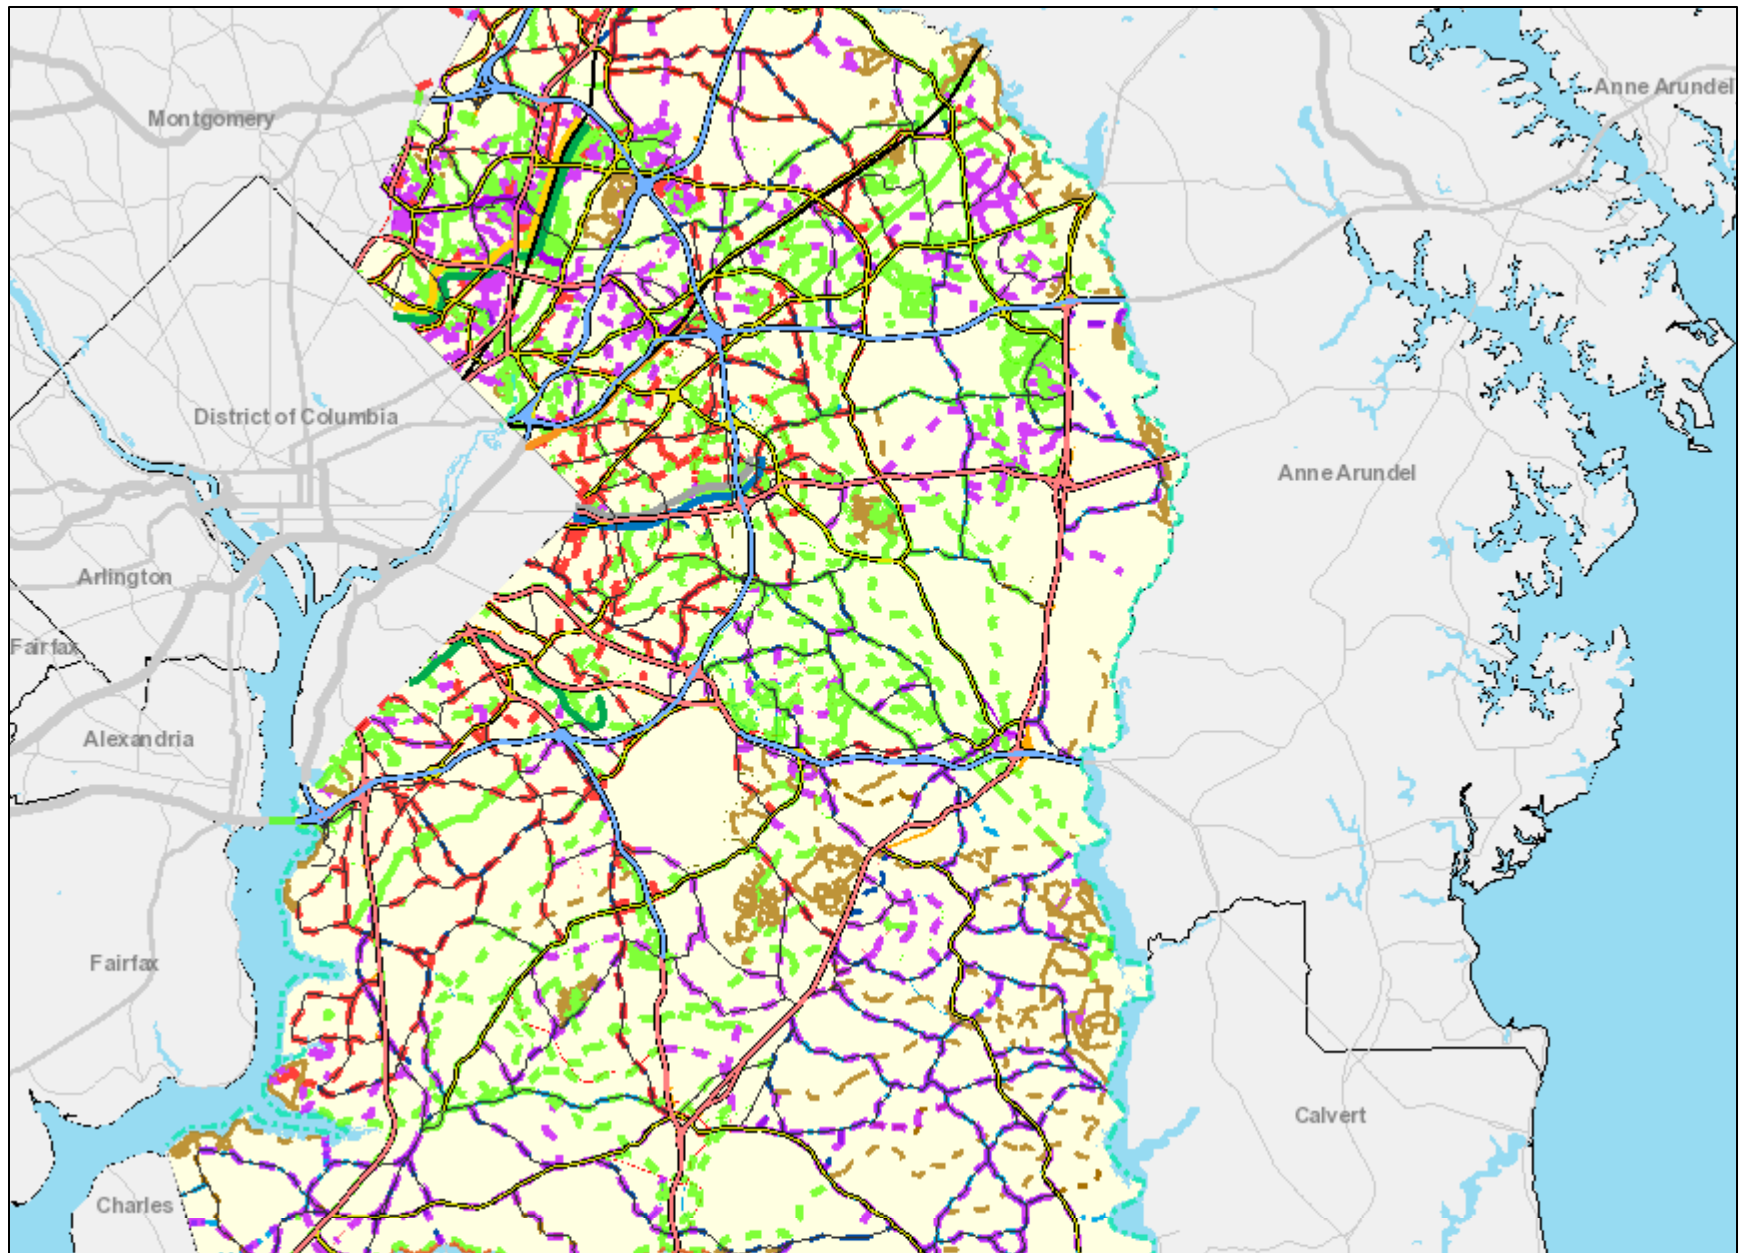 Anne Arundel
Montgomery
District of Columbia
Anne Arundel
Arlington
Fairfax
Alexandria
Fairfax
Calvert
Charles